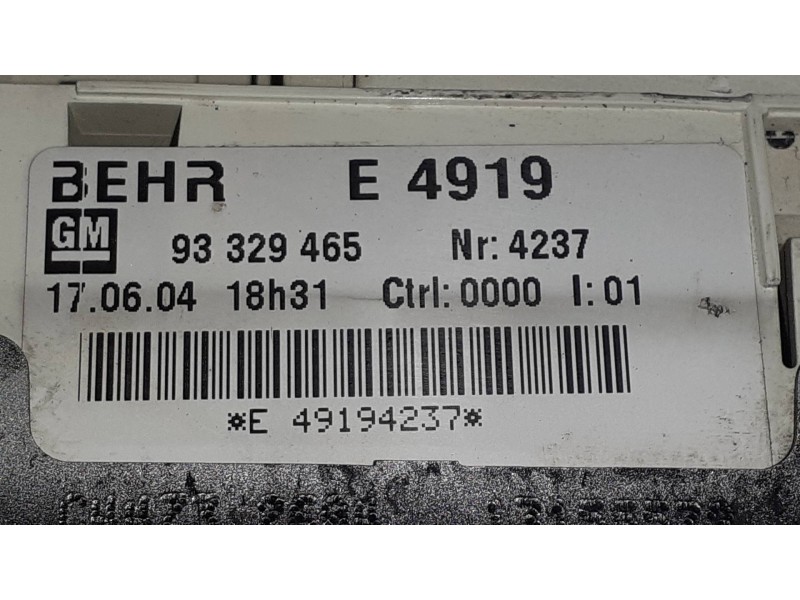 BEHR E 4919
GM 93 329 465 Nr: 4237
17.06.04 18h31 Ctrl: 0000 I: 01
*E 49194237*